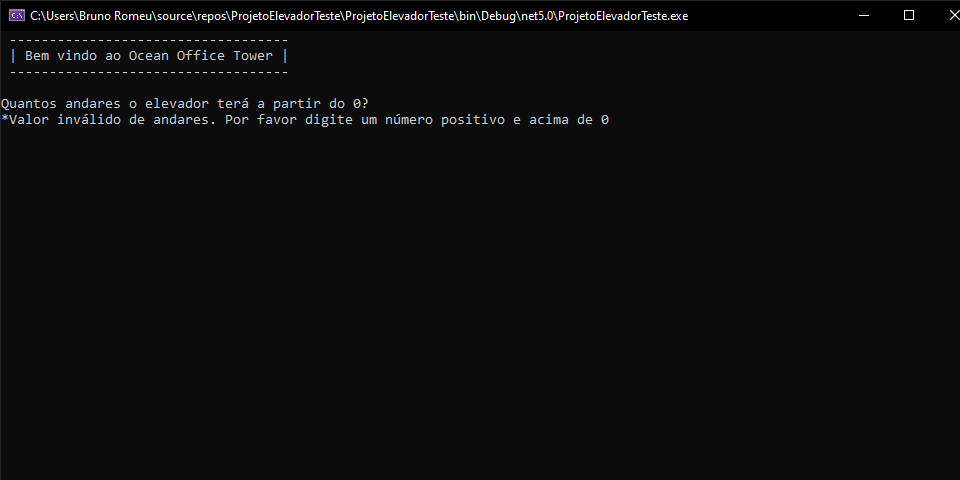 C:\Users\Bruno Romeu\source\repos\ProjetoElevadorTeste\ProjetoElevadorTeste\bin\Debug\net5.0\ProjetoElevadorTeste.exe
-----------------------------------
| Bem vindo ao Ocean Office Tower |
-----------------------------------
Quantos andares o elevador terá a partir do 0?
*Valor inválido de andares. Por favor digite um número positivo e acima de 0